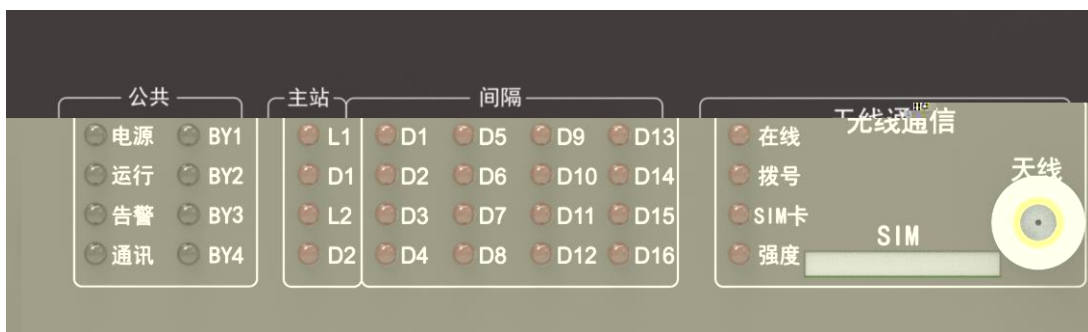 公共
主站
间隔
无线通信
电源 BY1
运行 BY2
告警 BY3
通讯 BY4
L1
D1
L2
D2
D1 D5 D9 D13
D2 D6 D10 D14
D3 D7 D11 D15
D4 D8 D12 D16
在线
拨号
SIM卡
强度
SIM
天线